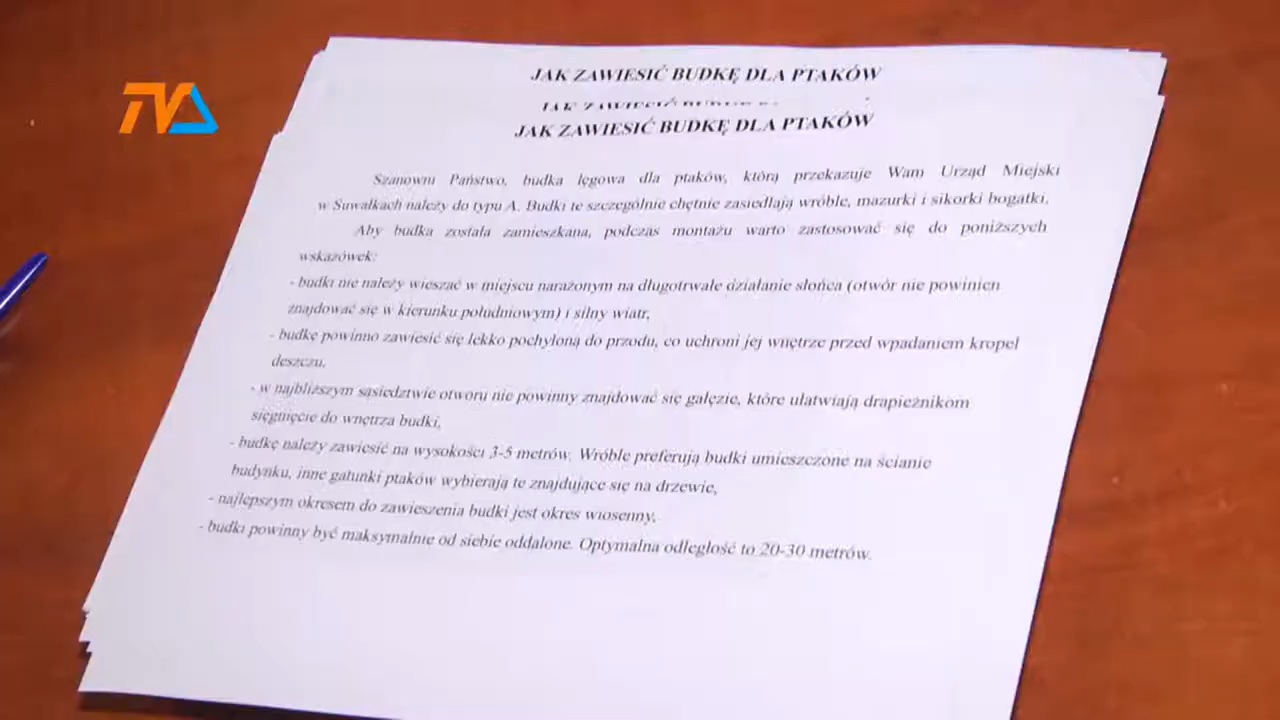 TVA
JAK ZAWIESIĆ BUDKĘ DLA PTAKÓW
JAK ZAWIESIĆ BUDKĘ DLA PTAKÓW
Szanowni Państwo, budka lęgowa dla ptaków, którą przekazuje Wam Urząd Miejski
w Suwałkach należy do typu A. Budki te szczególnie chętnie zasiedlają wróble, mazurki i sikorki bogatki.
Aby budka została zamieszkana, podczas montażu warto zastosować się do poniższych
wskazówek:
- budki nie należy wieszać w miejscu narażonym na długotrwałe działanie słońca (otwór nie powinien
znajdować się w kierunku południowym) i silny wiatr,
- budkę powinno zawiesić się lekko pochyloną do przodu, co uchroni jej wnętrze przed wpadaniem kropel
deszczu,
- w najbliższym sąsiedztwie otworu nie powinny znajdować się gałęzie, które ułatwiają drapieżnikom
sięgnięcie do wnętrza budki,
- budkę należy zawiesić na wysokości 3-5 metrów. Wróble preferują budki umieszczone na ścianie
budynku, inne gatunki ptaków wybierają te znajdujące się na drzewie,
- najlepszym okresem do zawieszenia budki jest okres wiosenny,
- budki powinny być maksymalnie od siebie oddalone. Optymalna odległość to 20-30 metrów.